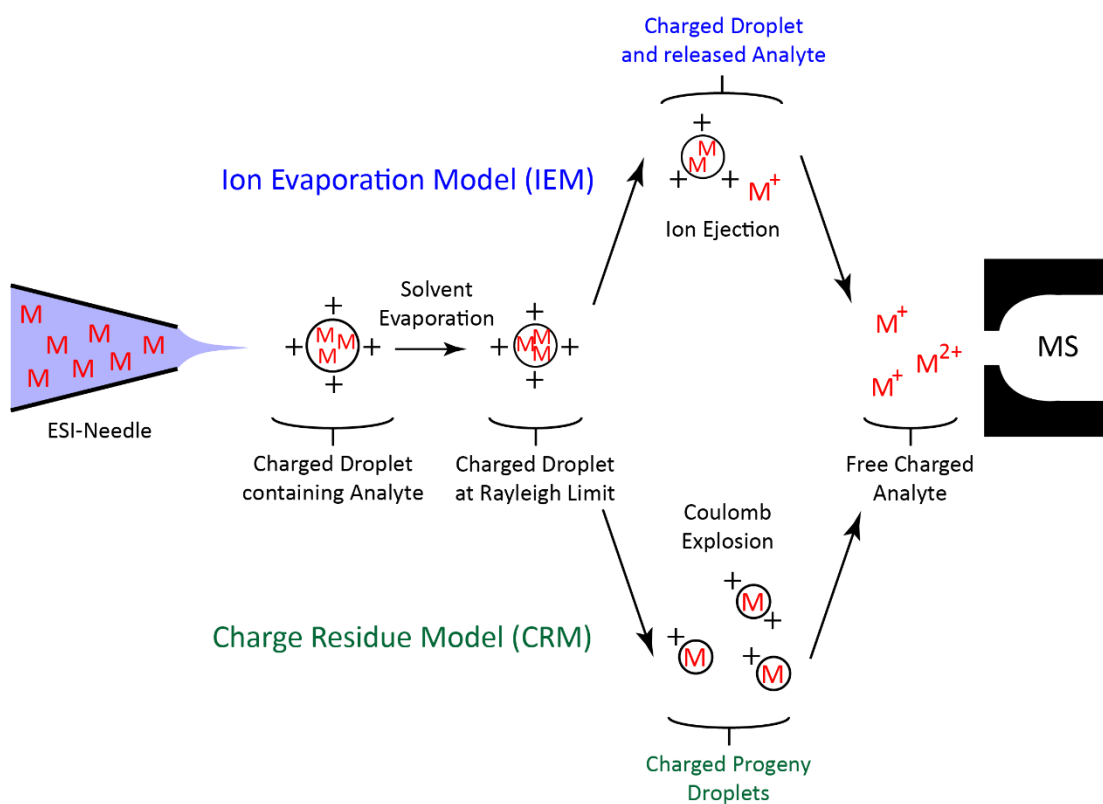 Charged Droplet
and released Analyte
+
M
M
+
+
M+
Ion Ejection
Ion Evaporation Model (IEM)
M
M
M
M
M
M
M
ESI-Needle
+
+
M
M
M
+
+
Solvent
Evaporation
+
+
M
M
M
+
+
Charged Droplet
containing Analyte
Charged Droplet
at Rayleigh Limit
M+
M2+
M+
MS
Free Charged
Analyte
Coulomb
Explosion
+
M
+
Charge Residue Model (CRM)
+
M
+
M
Charged Progeny
Droplets